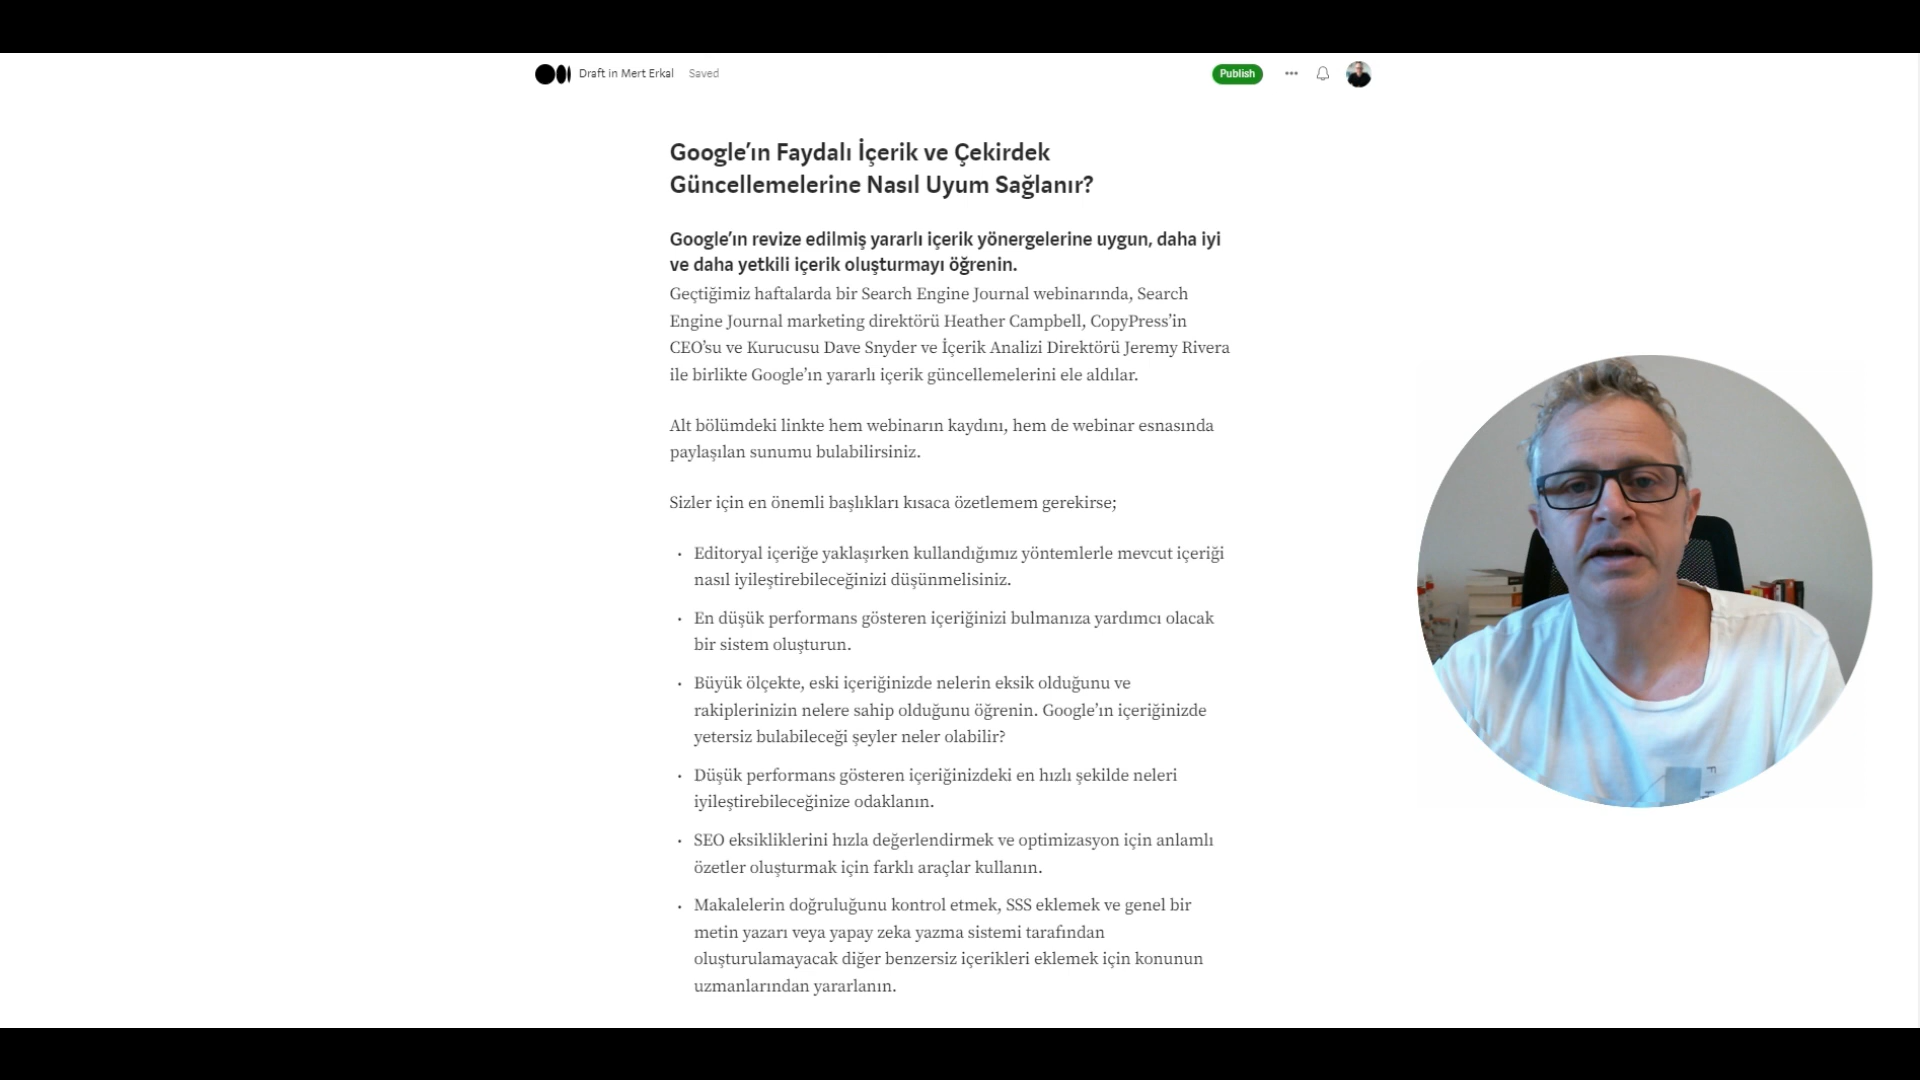 Draft in Mert Erkal Saved
Publish
Google’ın Faydalı İçerik ve Çekirdek
Güncellemelerine Nasıl Uyum Sağlanır?
Google’ın revize edilmiş yararlı içerik yönergelerine uygun, daha iyi
ve daha yetkili içerik oluşturmayı öğrenin.
Geçtiğimiz haftalarda bir Search Engine Journal webinarında, Search
Engine Journal marketing direktörü Heather Campbell, CopyPress’in
CEO’su ve Kurucusu Dave Snyder ve İçerik Analizi Direktörü Jeremy Rivera
ile birlikte Google’ın yararlı içerik güncellemelerini ele aldılar.
Alt bölümdeki linkte hem webinarın kaydını, hem de webinar esnasında
paylaşılan sunumu bulabilirsiniz.
Sizler için en önemli başlıkları kısaca özetlemem gerekirse;
• Editoryal içeriğe yaklaşırken kullandığımız yöntemlerle mevcut içeriği
nasıl iyileştirebileceğinizi düşünmelisiniz.
• En düşük performans gösteren içeriğinizi bulmanıza yardımcı olacak
bir sistem oluşturun.
• Büyük ölçekte, eski içeriğinizde nelerin eksik olduğunu ve
rakiplerinizin nelere sahip olduğunu öğrenin. Google’ın içeriğinizde
yetersiz bulabileceği şeyler neler olabilir?
• Düşük performans gösteren içeriğinizdeki en hızlı şekilde neleri
iyileştirebileceğinize odaklanın.
• SEO eksikliklerini hızla değerlendirmek ve optimizasyon için anlamlı
özetler oluşturmak için farklı araçlar kullanın.
• Makalelerin doğruluğunu kontrol etmek, SSS eklemek ve genel bir
metin yazarı veya yapay zeka yazma sistemi tarafından
oluşturulamayacak diğer benzersiz içerikleri eklemek için konunun
uzmanlarından yararlanın.